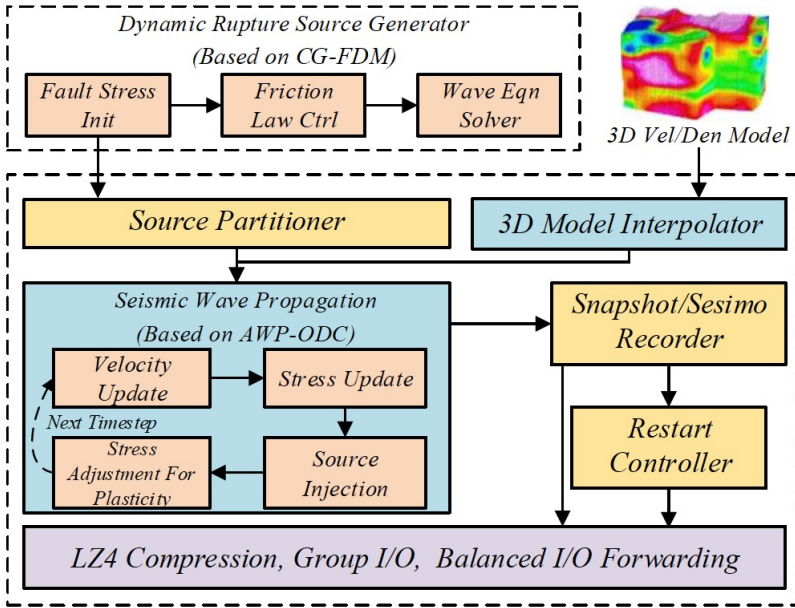 Dynamic Rupture Source Generator
(Based on CG-FDM)
Fault Stress
Init
Friction
Law Ctrl
Wave Eqn
Solver
3D Vel/Den Model
Source Partitioner
3D Model Interpolator
Seismic Wave Propagation
(Based on AWP-ODC)
Velocity
Update
Stress Update
Next Timestep
Stress
Adjustment For
Plasticity
Source
Injection
Snapshot/Sesimo
Recorder
Restart
Controller
LZ4 Compression, Group I/O, Balanced I/O Forwarding